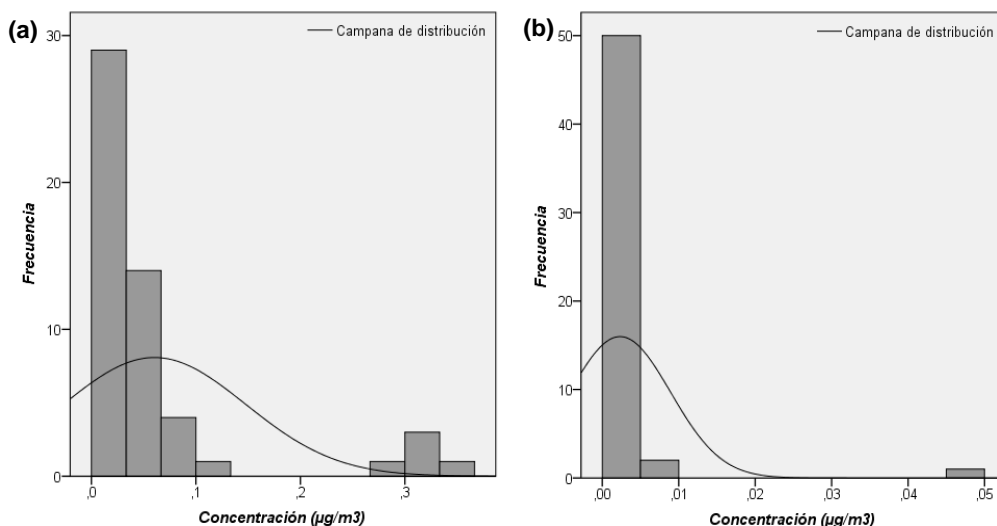 (a)
Campana de distribución
30
20
10
0
Frecuencia
,0
,1
,2
,3
Concentración (µg/m3)
(b)
Campana de distribución
50
40
30
20
10
0
Frecuencia
,00
,01
,02
,03
,04
,05
Concentración (µg/m3)